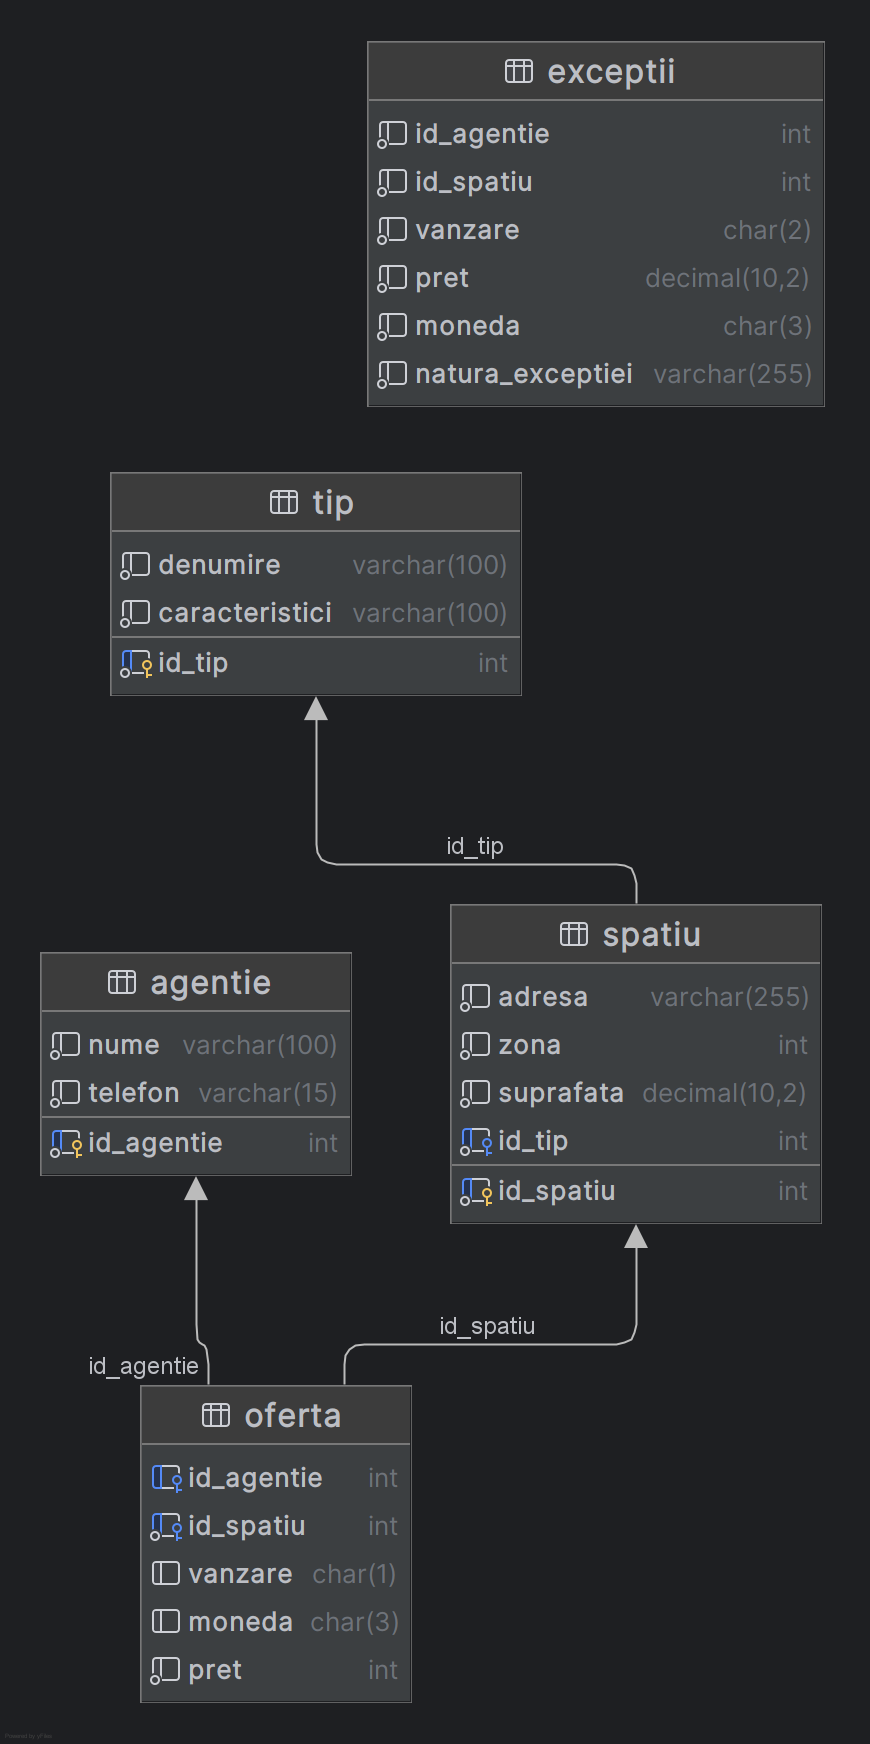 exceptii
id_agentie int
id_spatiu int
vanzare char(2)
pret decimal(10,2)
moneda char(3)
natura_exceptiei varchar(255)
tip
denumire varchar(100)
caracteristici varchar(100)
id_tip int
id_tip
spatiu
adresa varchar(255)
zona int
suprafata decimal(10,2)
id_tip int
id_spatiu int
agentie
nume varchar(100)
telefon varchar(15)
id_agentie int
id_spatiu
id_agentie
oferta
id_agentie int
id_spatiu int
vanzare char(1)
moneda char(3)
pret int
Powered by yFiles